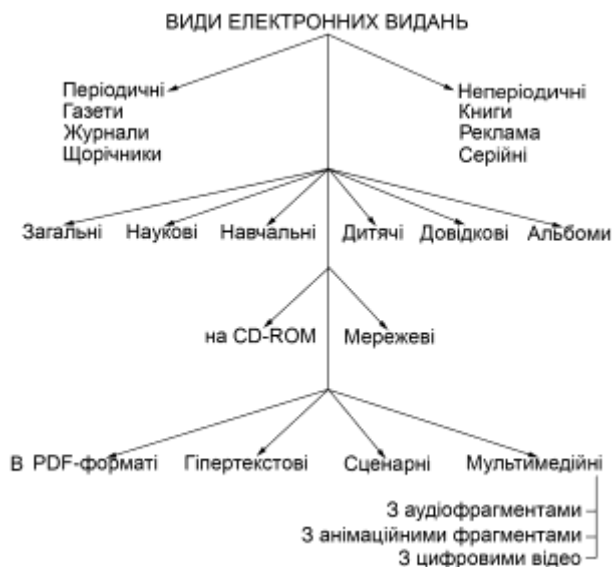 ВИДИ ЕЛЕКТРОННИХ ВИДАНЬ
Періодичні
Газети
Журнали
Щорічники
Неперіодичні
Книги
Реклама
Серійні
Загальні Наукові Навчальні Дитячі Довідкові Альбоми
на CD-ROM Мережеві
В PDF-форматі Гіпертекстові Сценарні Мультимедійні
З аудіофрагментами
З анімаційними фрагментами
З цифровими відео